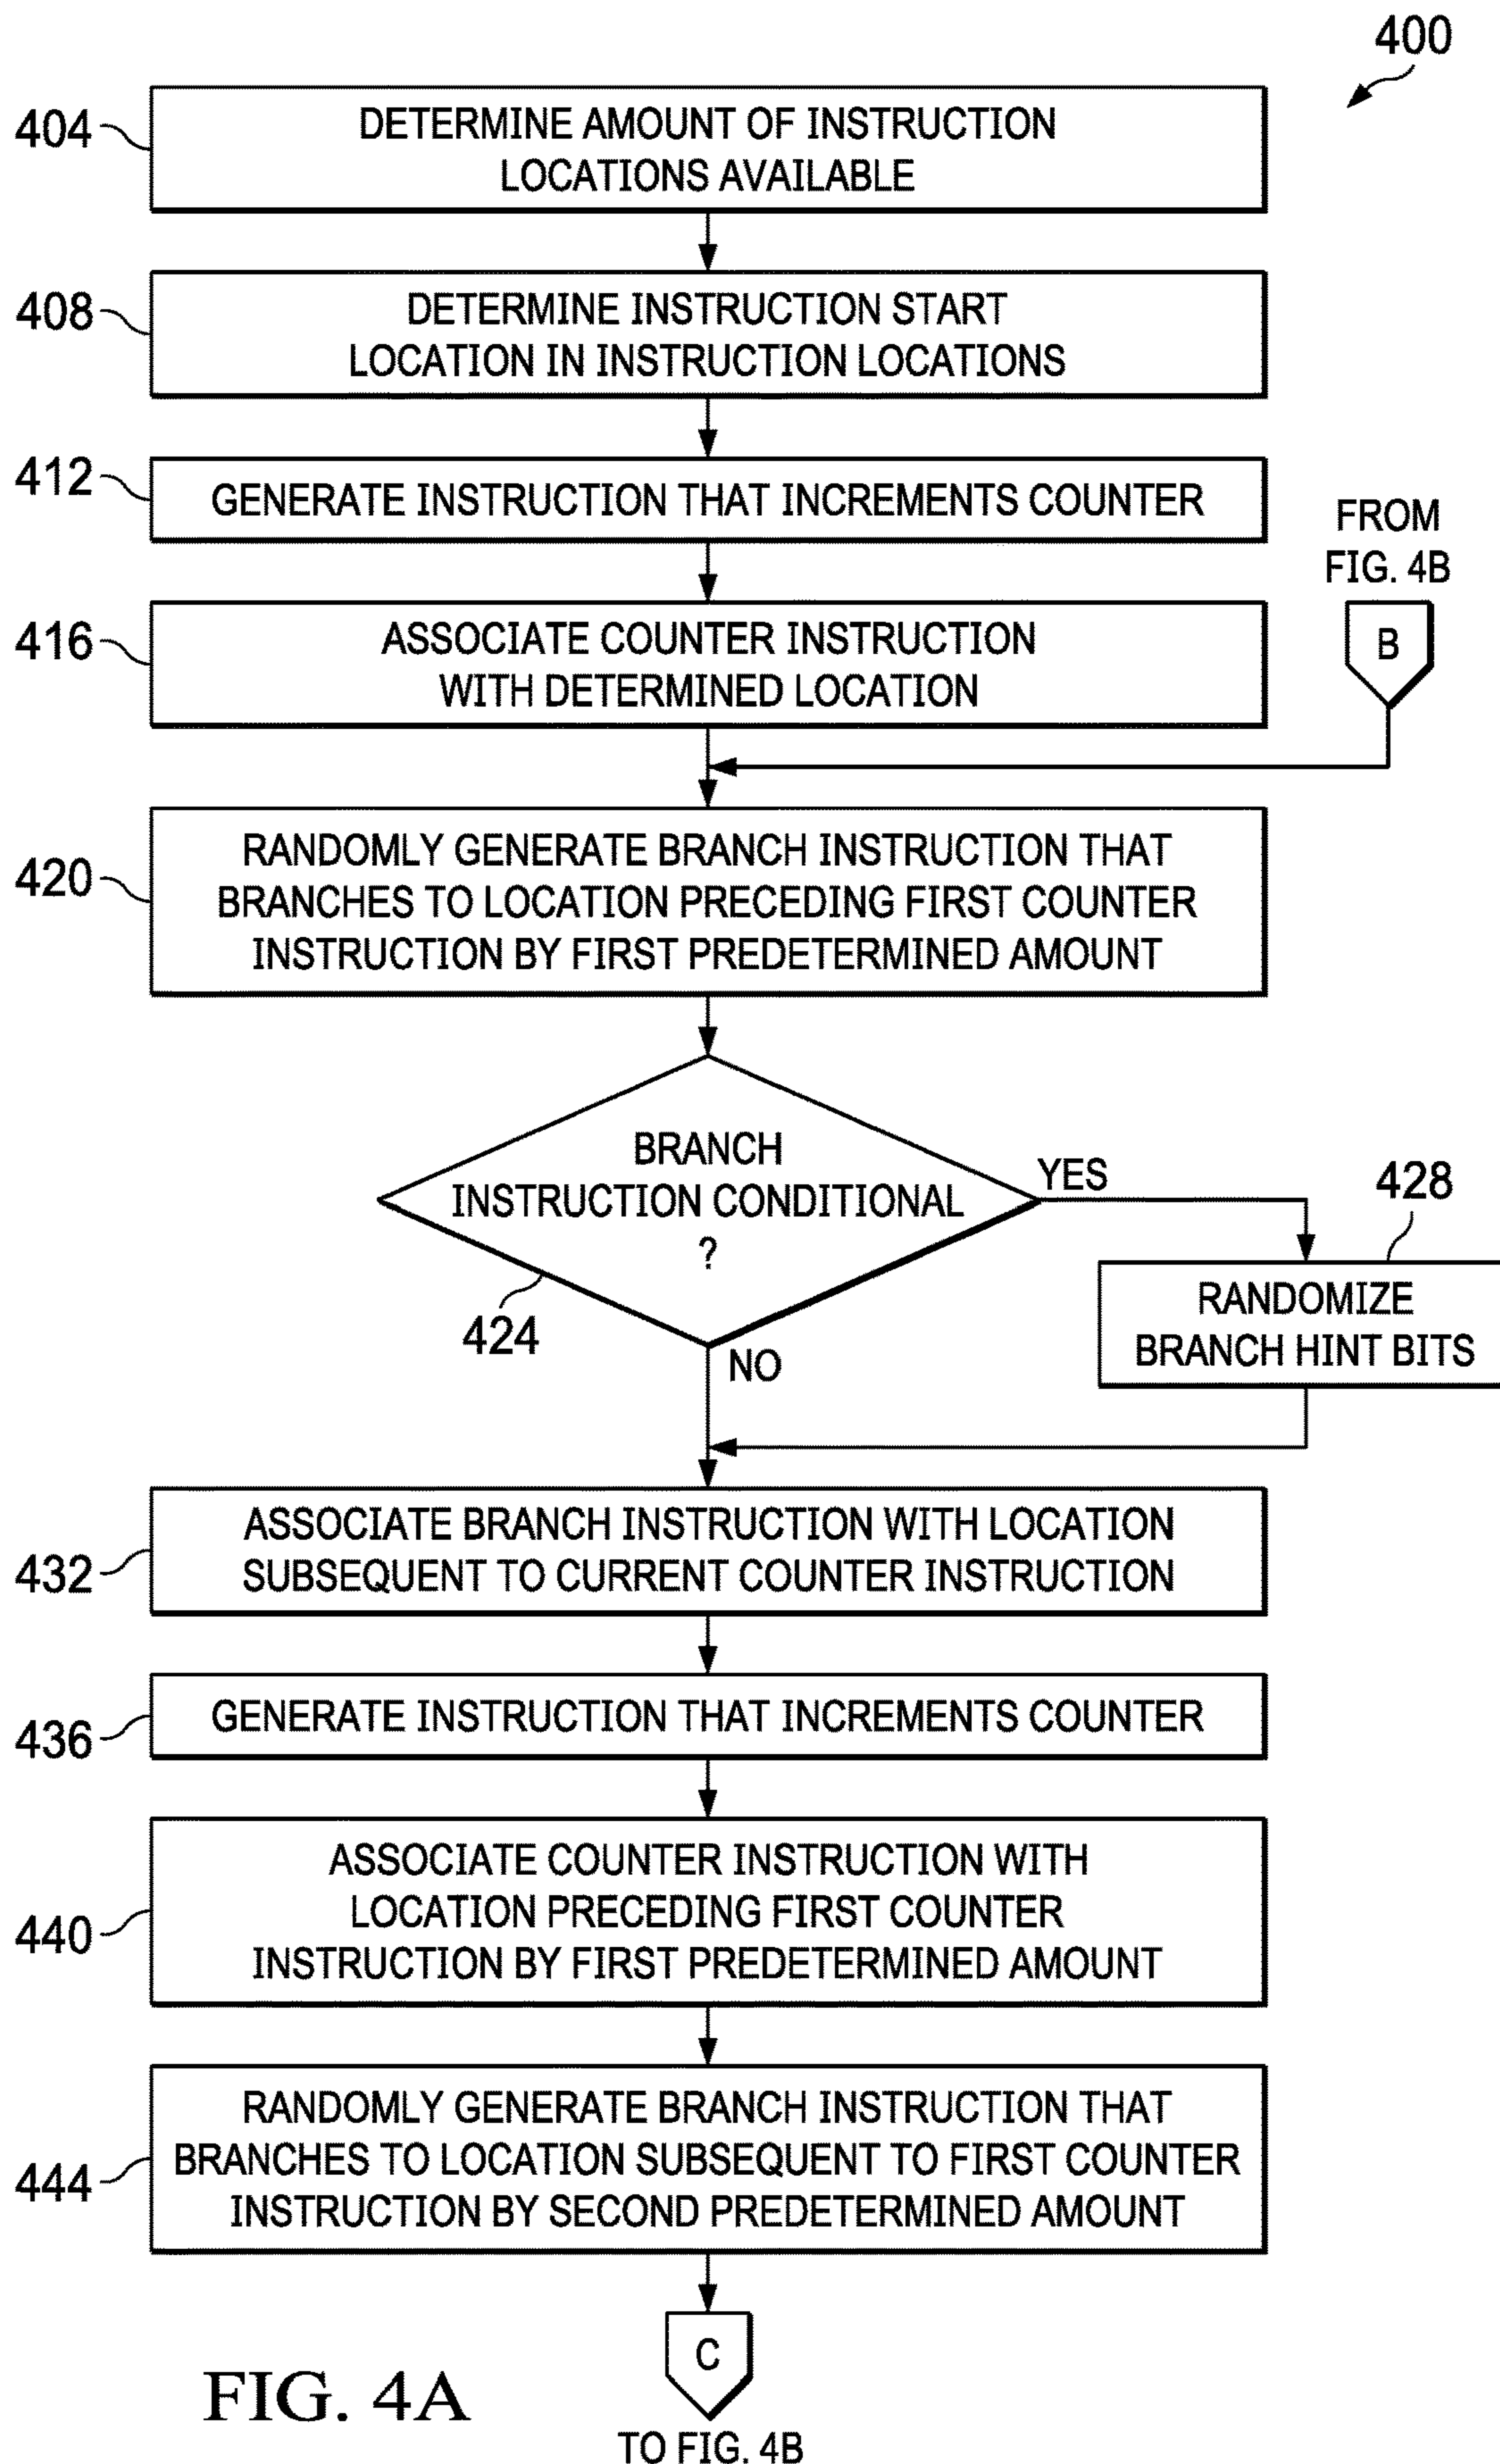 400
404
DETERMINE AMOUNT OF INSTRUCTION
LOCATIONS AVAILABLE
408
DETERMINE INSTRUCTION START
LOCATION IN INSTRUCTION LOCATIONS
412
GENERATE INSTRUCTION THAT INCREMENTS COUNTER
FROM
FIG. 4B
B
416
ASSOCIATE COUNTER INSTRUCTION
WITH DETERMINED LOCATION
420
RANDOMLY GENERATE BRANCH INSTRUCTION THAT
BRANCHES TO LOCATION PRECEDING FIRST COUNTER
INSTRUCTION BY FIRST PREDETERMINED AMOUNT
BRANCH
INSTRUCTION CONDITIONAL
?
424
YES
NO
428
RANDOMIZE
BRANCH HINT BITS
432
ASSOCIATE BRANCH INSTRUCTION WITH LOCATION
SUBSEQUENT TO CURRENT COUNTER INSTRUCTION
436
GENERATE INSTRUCTION THAT INCREMENTS COUNTER
440
ASSOCIATE COUNTER INSTRUCTION WITH
LOCATION PRECEDING FIRST COUNTER
INSTRUCTION BY FIRST PREDETERMINED AMOUNT
444
RANDOMLY GENERATE BRANCH INSTRUCTION THAT
BRANCHES TO LOCATION SUBSEQUENT TO FIRST COUNTER
INSTRUCTION BY SECOND PREDETERMINED AMOUNT
C
TO FIG. 4B
FIG. 4A